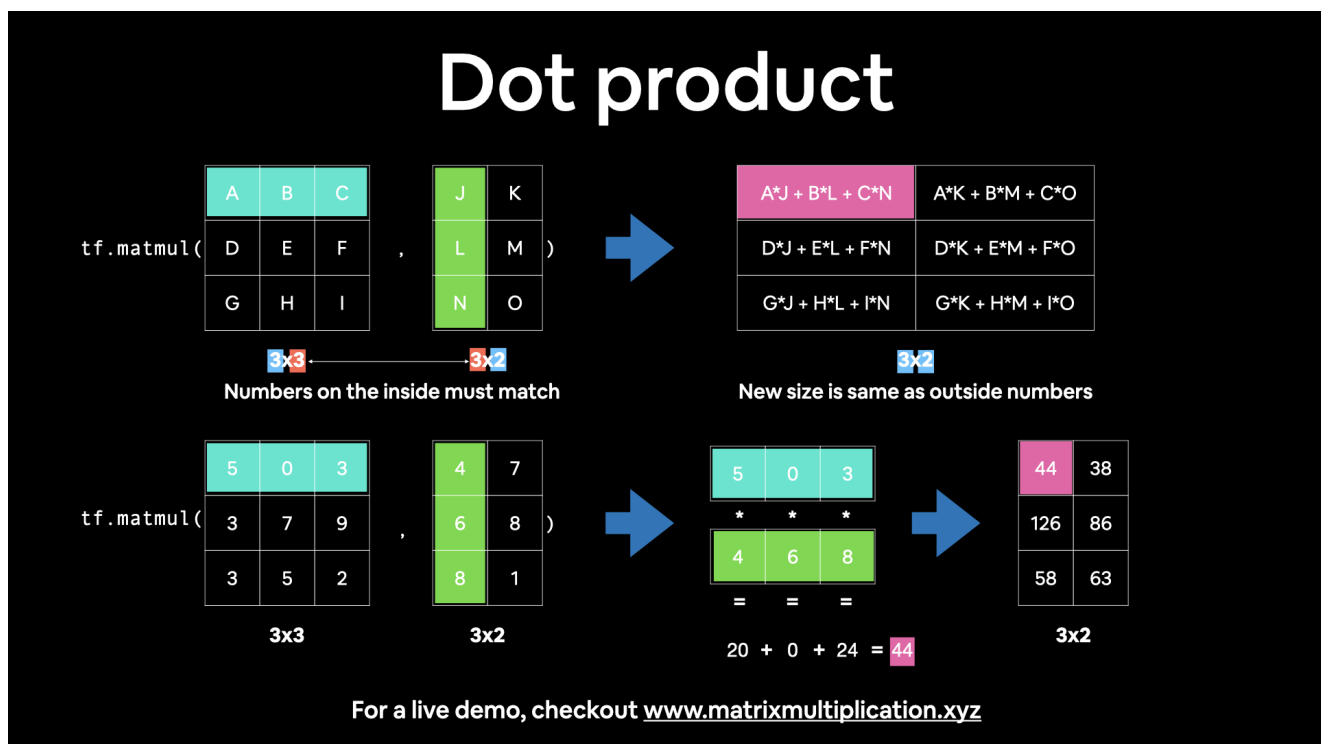 Dot product
A B C J K A*J + B*L + C*N A*K + B*M + C*O
tf.matmul( D E F , L M ) D*J + E*L + F*N D*K + E*M + F*O
G H I N O G*J + H*L + I*N G*K + H*M + I*O
3x3 3x2 3x2
Numbers on the inside must match New size is same as outside numbers
5 0 3 4 7 5 0 3 44 38
* * *
tf.matmul( 3 7 9 , 6 8 ) 126 86
4 6 8
3 5 2 8 1 58 63
= = =
3x3 3x2 3x2
20 + 0 + 24 = 44
For a live demo, checkout www.matrixmultiplication.xyz